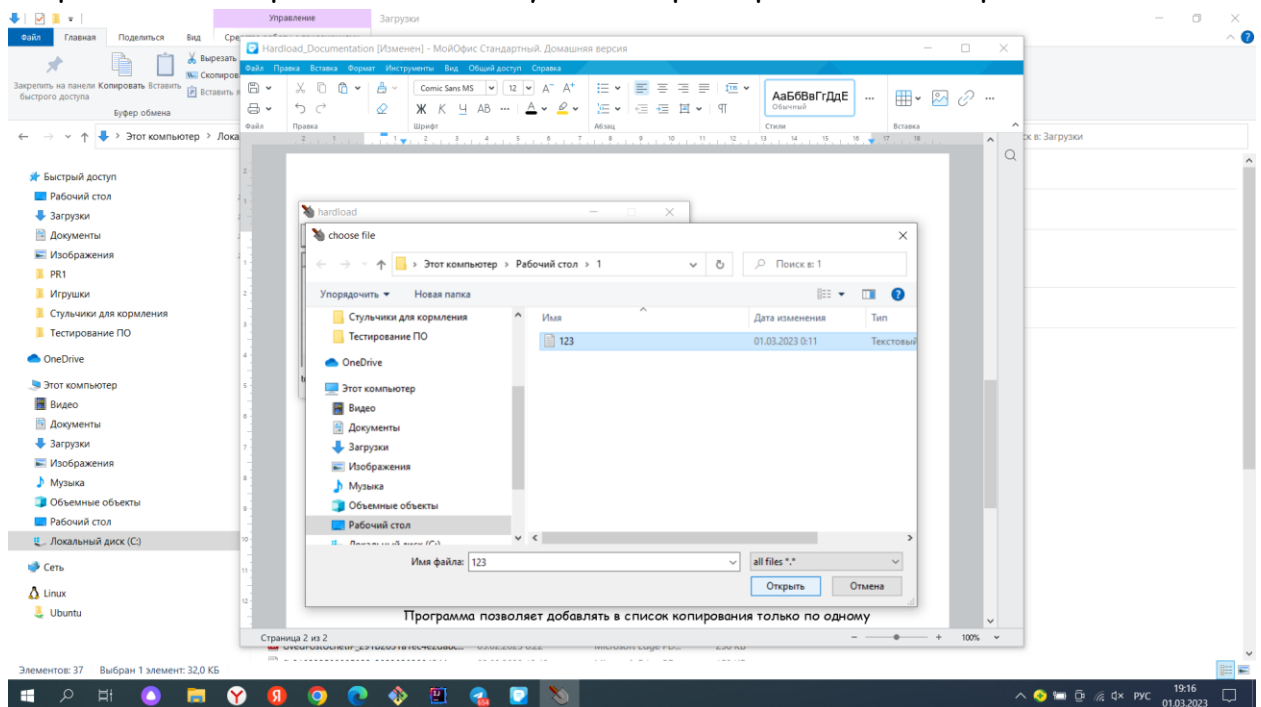 Управление Загрузки
Файл Главная Поделиться Вид
Закрепить на панели быстрого доступа
Копировать
Вставить
Вырезать
Буфер обмена
Этот компьютер
в: Загрузки
Быстрый доступ
Рабочий стол
Загрузки
Документы
Изображения
PR1
Игрушки
Стульчики для кормления
Тестирование ПО
OneDrive
Этот компьютер
Видео
Документы
Загрузки
Изображения
Музыка
Объемные объекты
Рабочий стол
Локальный диск (C:)
Сеть
Linux
Ubuntu
Элементов: 37 Выбран 1 элемент: 32,0 КБ
Hardload_Documentation [Изменен] - МойОфис Стандартный. Домашняя версия
Файл Правка Вставка Формат Инструменты Вид Общий доступ Справка
Comic Sans MS 12
Ж К Ч АВ
АаБбВвГгДдЕ
Обычный
Файл Правка Шрифт Абзац Стили Вставка
hardload
choose file
Этот компьютер > Рабочий стол > 1
Поиск в: 1
Упорядочить Новая папка
Стульчики для кормления
Тестирование ПО
OneDrive
Этот компьютер
Видео
Документы
Загрузки
Изображения
Музыка
Объемные объекты
Рабочий стол
Имя Дата изменения Тип
123 01.03.2023 0:11 Текстовый
Имя файла: 123
all files *.*
Открыть Отмена
Программа позволяет добавлять в список копирования только по одному
Страница 2 из 2
100%
РУС
19:16
01.03.2023